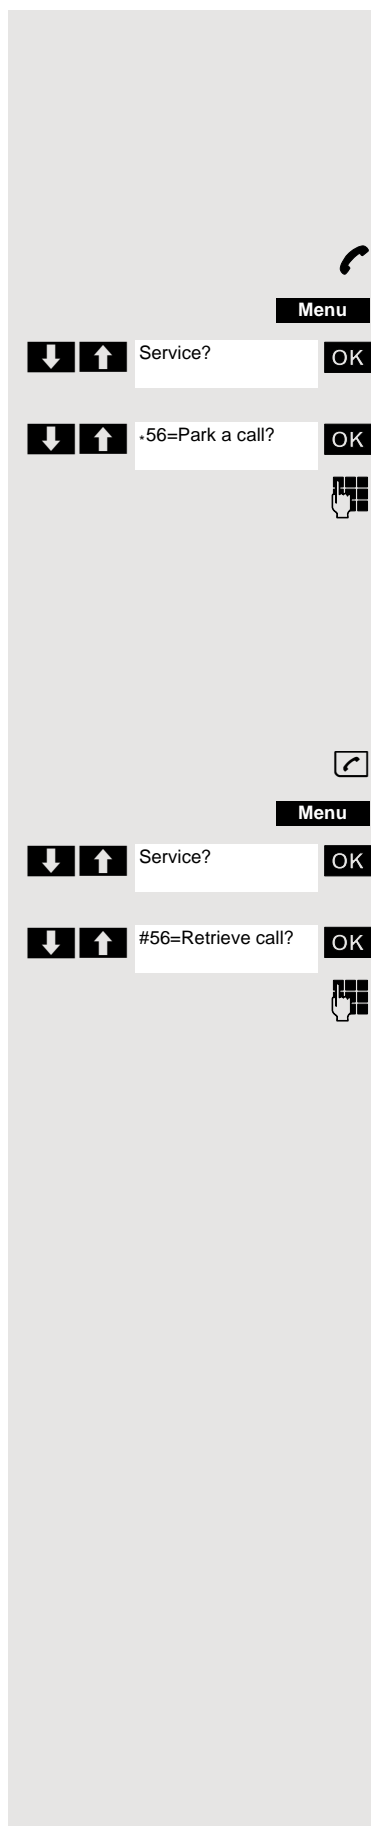 Menu
Service? OK
*56=Park a call? OK
Menu
Service? OK
#56=Retrieve call? OK